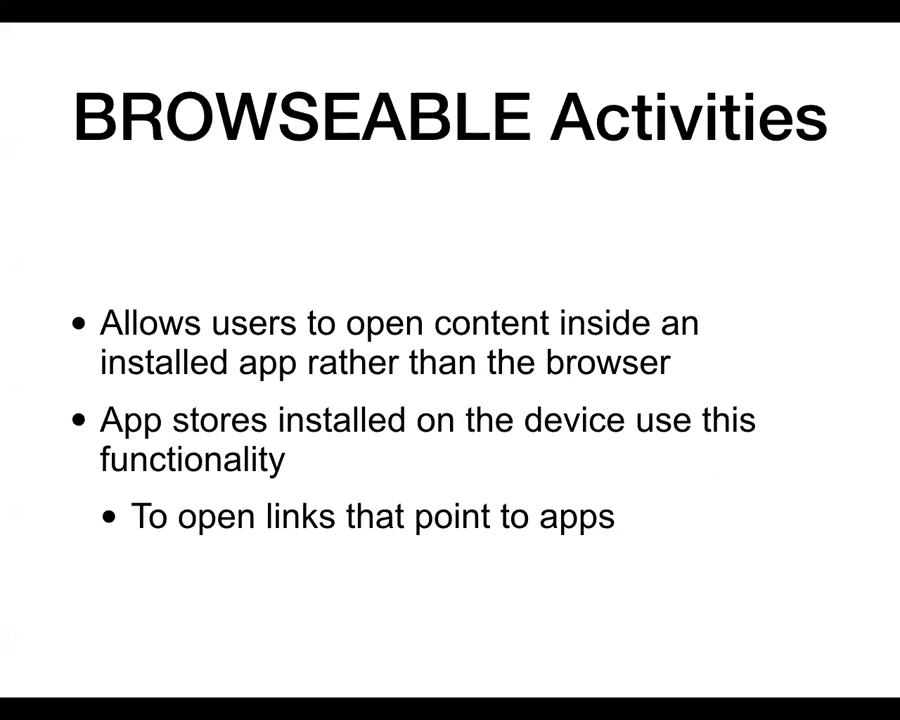 BROWSEABLE Activities
• Allows users to open content inside an
installed app rather than the browser
• App stores installed on the device use this
functionality
• To open links that point to apps